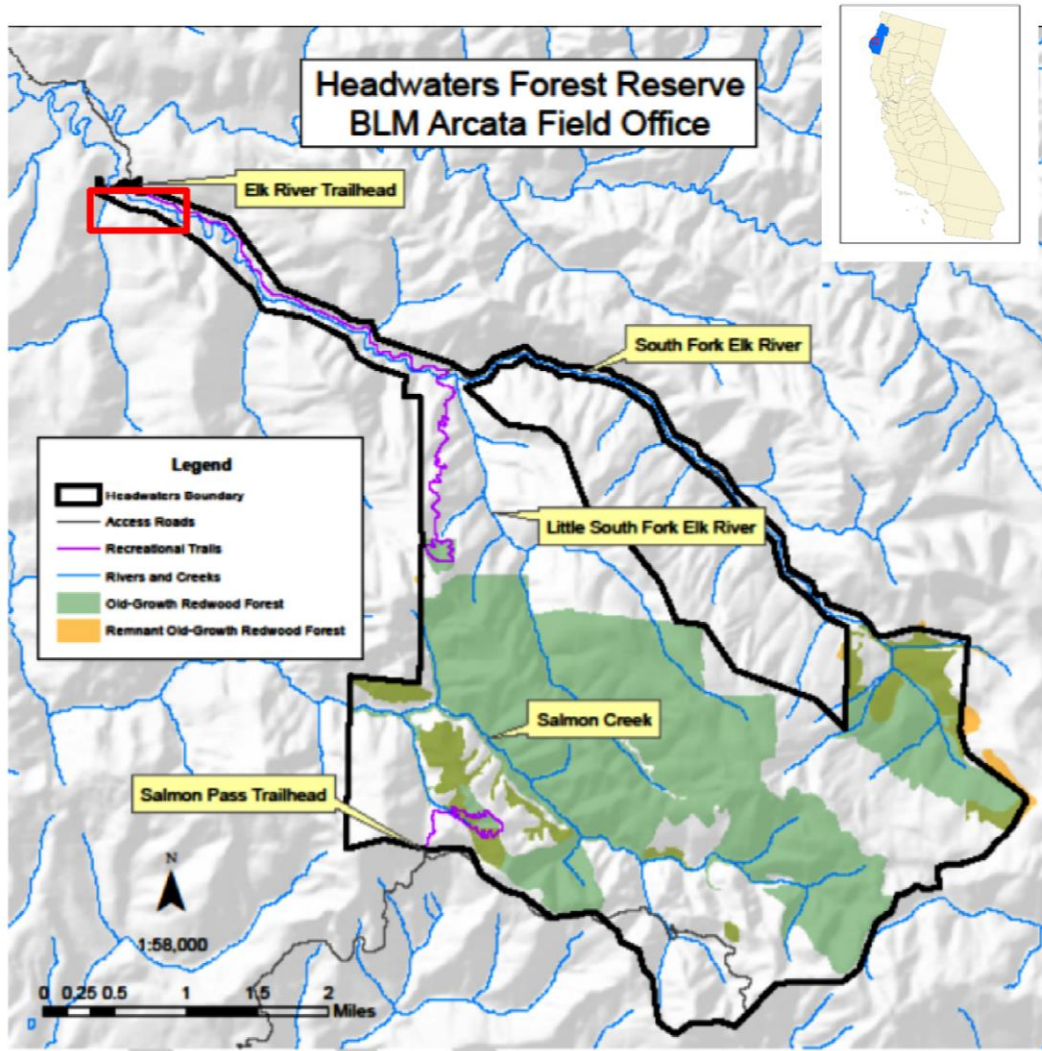 Headwaters Forest Reserve
BLM Arcata Field Office
Elk River Trailhead
South Fork Elk River
Legend
Headwaters Boundary
Access Roads
Recreational Trails
Rivers and Creeks
Old-Growth Redwood Forest
Remnant Old-Growth Redwood Forest
Little South Fork Elk River
Salmon Creek
Salmon Pass Trailhead
N
1:58,000
0 0.25 0.5 1 1.5 2
Miles